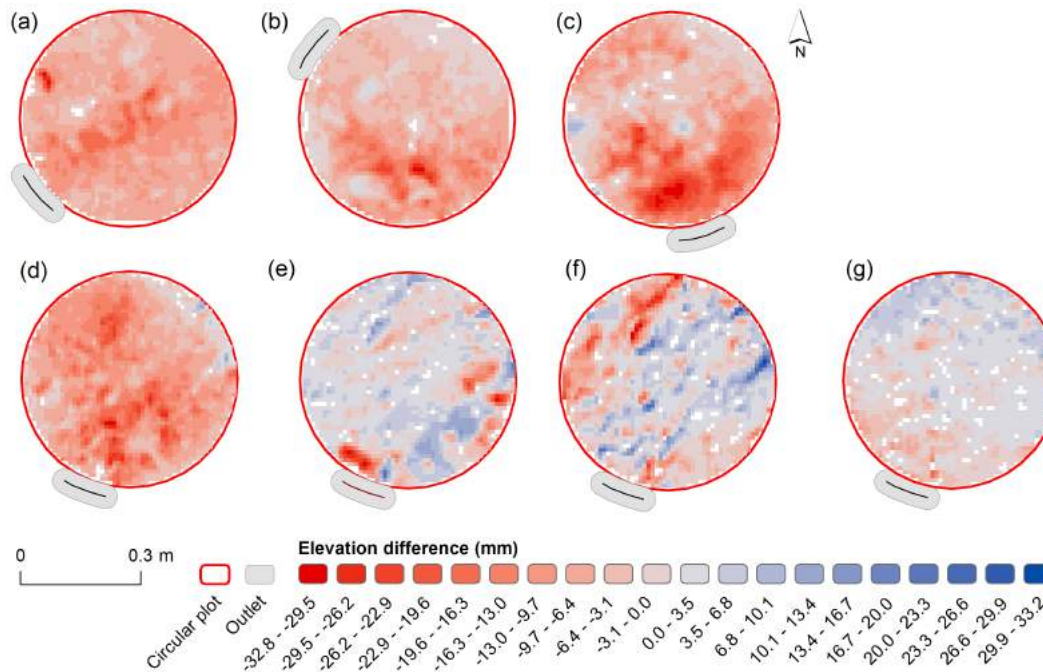 (a)
(b)
(c)
N
(d)
(e)
(f)
(g)
0
0.3 m
Elevation difference (mm)
Circular plot
Outlet
-32.8 - -29.5
-29.5 - -26.2
-26.2 - -22.9
-22.9 - -19.6
-19.6 - -16.3
-16.3 - -13.0
-13.0 - -9.7
-9.7 - -6.4
-6.4 - -3.1
-3.1 - 0.0
0.0 - 3.5
3.5 - 6.8
6.8 - 10.1
10.1 - 13.4
13.4 - 16.7
16.7 - 20.0
20.0 - 23.3
23.3 - 26.6
26.6 - 29.9
29.9 - 33.2